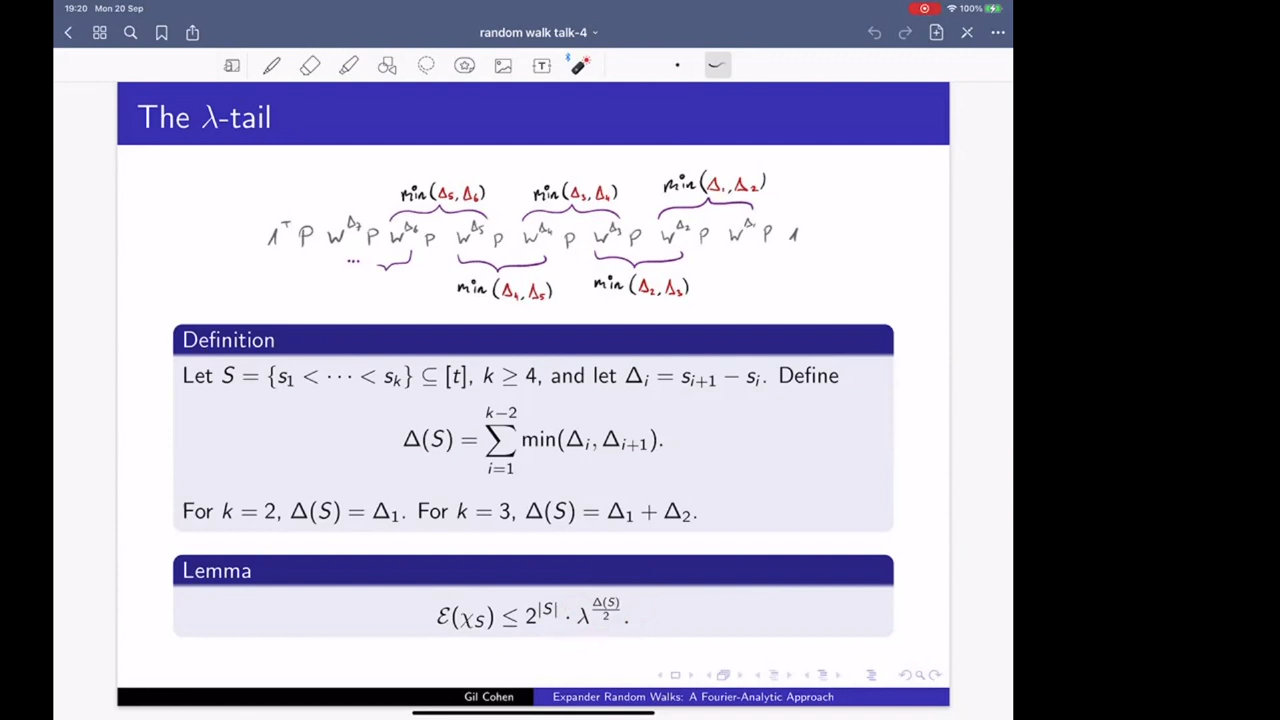 19:20 Mon 20 Sep
100%
random walk talk-4
The λ-tail
min(Δ₅, Δ₆) min(Δ₃, Δ₄) min(Δ₁, Δ₂)
1ᵀ P W^Δ₇ P W^Δ₆ P W^Δ₅ P W^Δ₄ P W^Δ₃ P W^Δ₂ P W^Δ₁ P 1
...
min(Δ₄, Δ₅) min(Δ₂, Δ₃)
Definition
Let S = {s₁ < ⋯ < sₖ} ⊆ [t], k ≥ 4, and let Δᵢ = sᵢ₊₁ − sᵢ. Define
Δ(S) = ∑_{i=1}^{k−2} min(Δᵢ, Δᵢ₊₁).
For k = 2, Δ(S) = Δ₁. For k = 3, Δ(S) = Δ₁ + Δ₂.
Lemma
ℰ(χ_S) ≤ 2^{|S|} · λ^{Δ(S)/2}.
Gil Cohen
Expander Random Walks: A Fourier-Analytic Approach